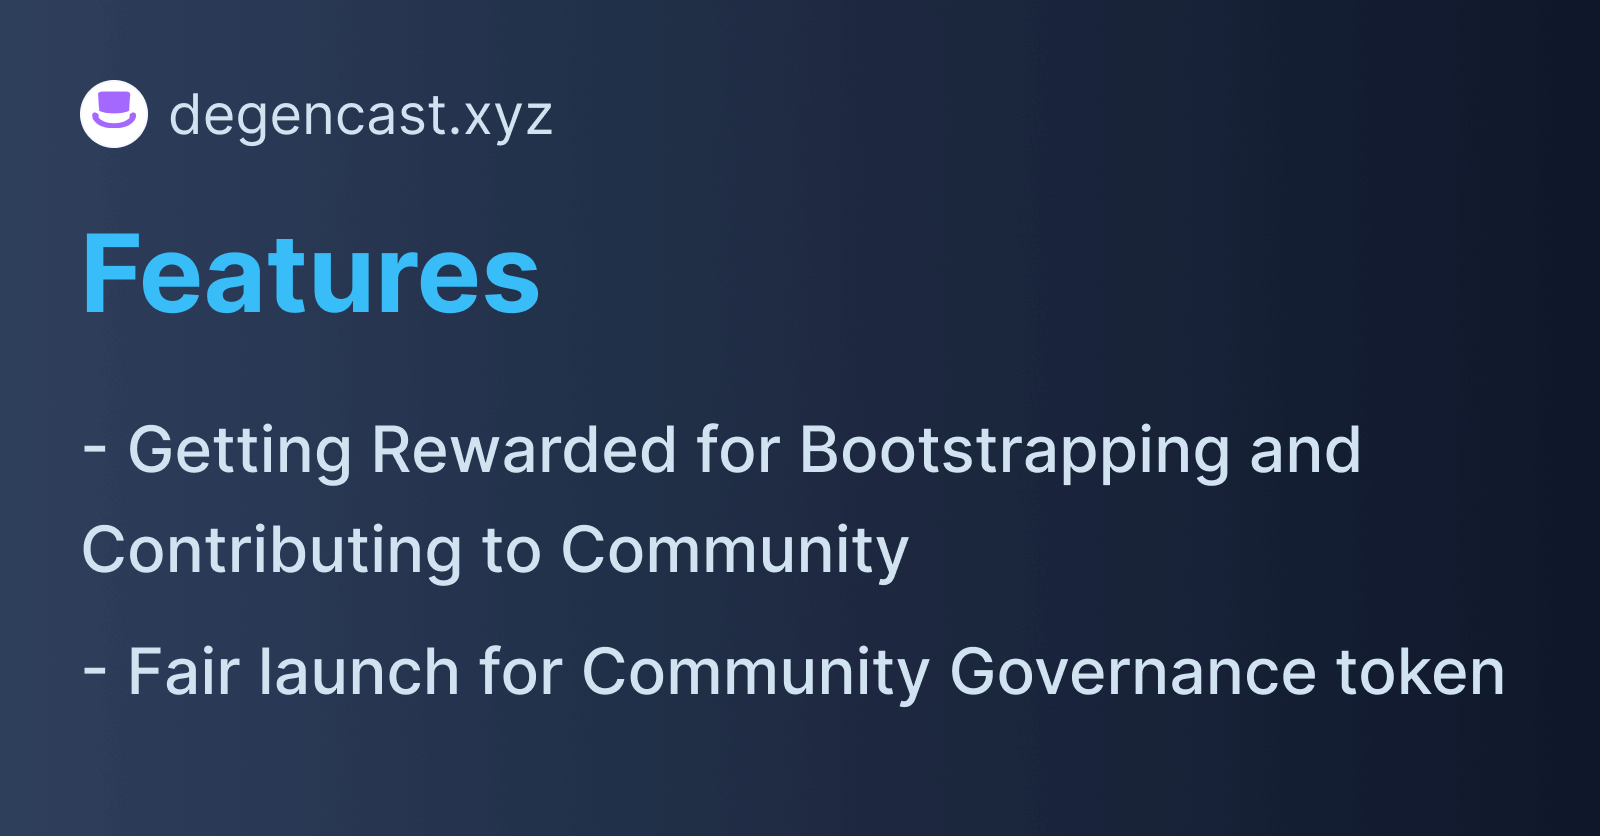 degencast.xyz
Features
- Getting Rewarded for Bootstrapping and
Contributing to Community
- Fair launch for Community Governance token